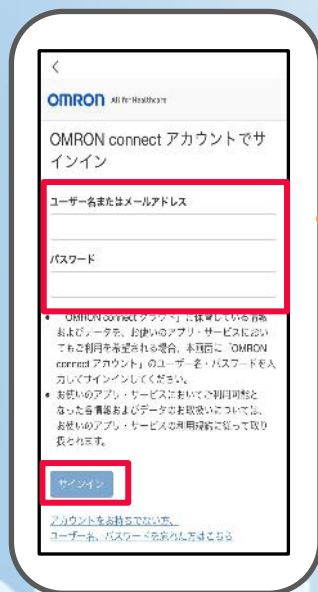 OMRON All for Healthcare
OMRON connect アカウントでサ
インイン
ユーザー名またはメールアドレス
パスワード
「OMRON connect クラウド」に保管している情報
およびデータを、お使いのアプリ・サービスにおい
てもご利用を希望される場合、本画面に「OMRON
connect アカウント」のユーザー名・パスワードを入
力してサインインしてください。
お使いのアプリ・サービスにおいてご利用可能と
なった各情報およびデータのお取扱いについては、
お使いのアプリ・サービスの利用規約に従って取り
扱われます。
サインイン
アカウントをお持ちでない方、
ユーザー名、パスワードを忘れた方はこちら